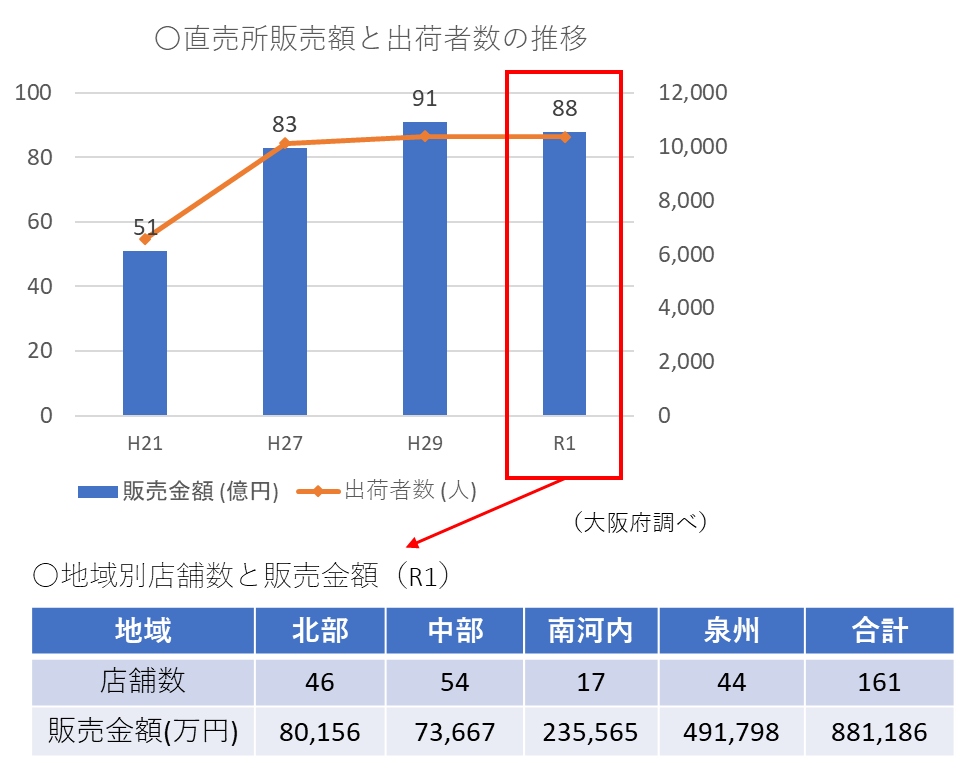 〇直売所販売額と出荷者数の推移
100 12,000
80 10,000
60 8,000
40 6,000
20 4,000
0 2,000
0
51 83 91 88
H21 H27 H29 R1
販売金額 (億円) 出荷者数 (人)
（大阪府調べ）
〇地域別店舗数と販売金額（R1）
地域 北部 中部 南河内 泉州 合計
店舗数 46 54 17 44 161
販売金額(万円) 80,156 73,667 235,565 491,798 881,186